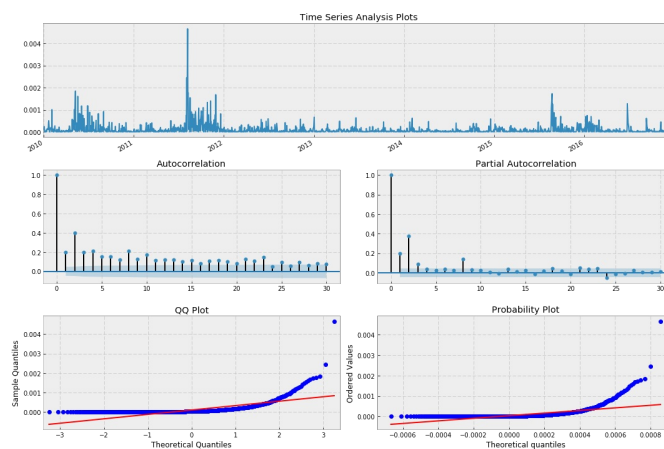 Time Series Analysis Plots
0.004
0.003
0.002
0.001
0.000
2010 2011 2012 2013 2014 2015 2016
Autocorrelation Partial Autocorrelation
1.0 1.0
0.8 0.8
0.6 0.6
0.4 0.4
0.2 0.2
0.0 0.0
0 5 10 15 20 25 30 0 5 10 15 20 25 30
QQ Plot Probability Plot
Sample Quantiles Ordered Values
0.004 0.004
0.003 0.003
0.002 0.002
0.001 0.001
0.000 0.000
−3 −2 −1 0 1 2 3 −0.0006 −0.0004 −0.0002 0.0000 0.0002 0.0004 0.0006 0.0008
Theoretical Quantiles Theoretical quantiles